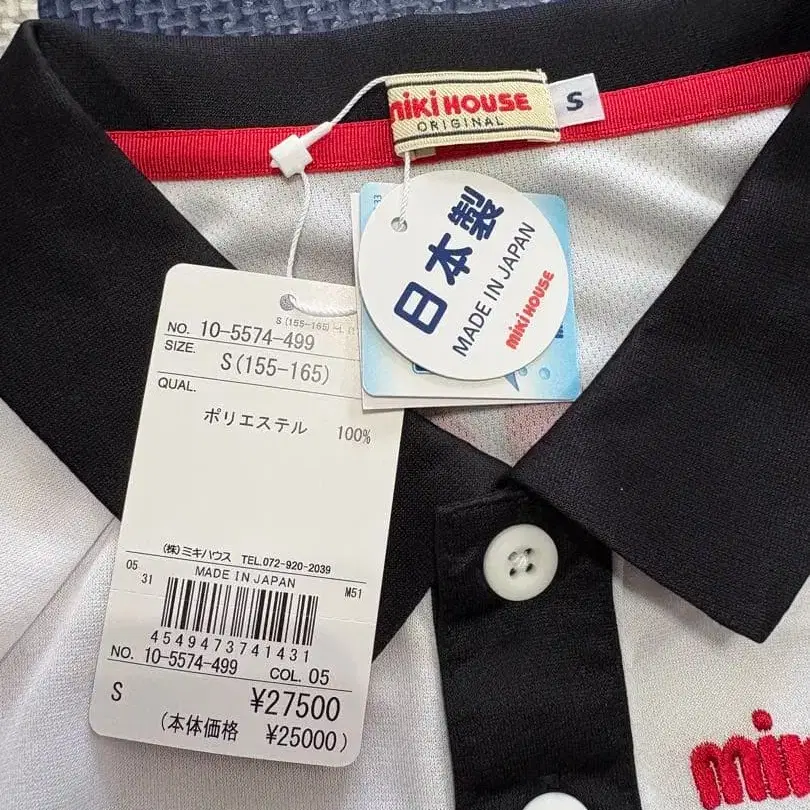 miKi HOUSE
ORIGINAL
S
日本製
MADE IN JAPAN
miKi HOUSE
S(155-165)-L
NO. 10-5574-499
SIZE.
S(155-165)
QUAL.
ポリエステル 100%
(株)ミキハウス TEL.072-920-2039
05 MADE IN JAPAN
31 M51
4549473741431
NO. 10-5574-499 COL. 05
S ¥27500
(本体価格 ¥25000)